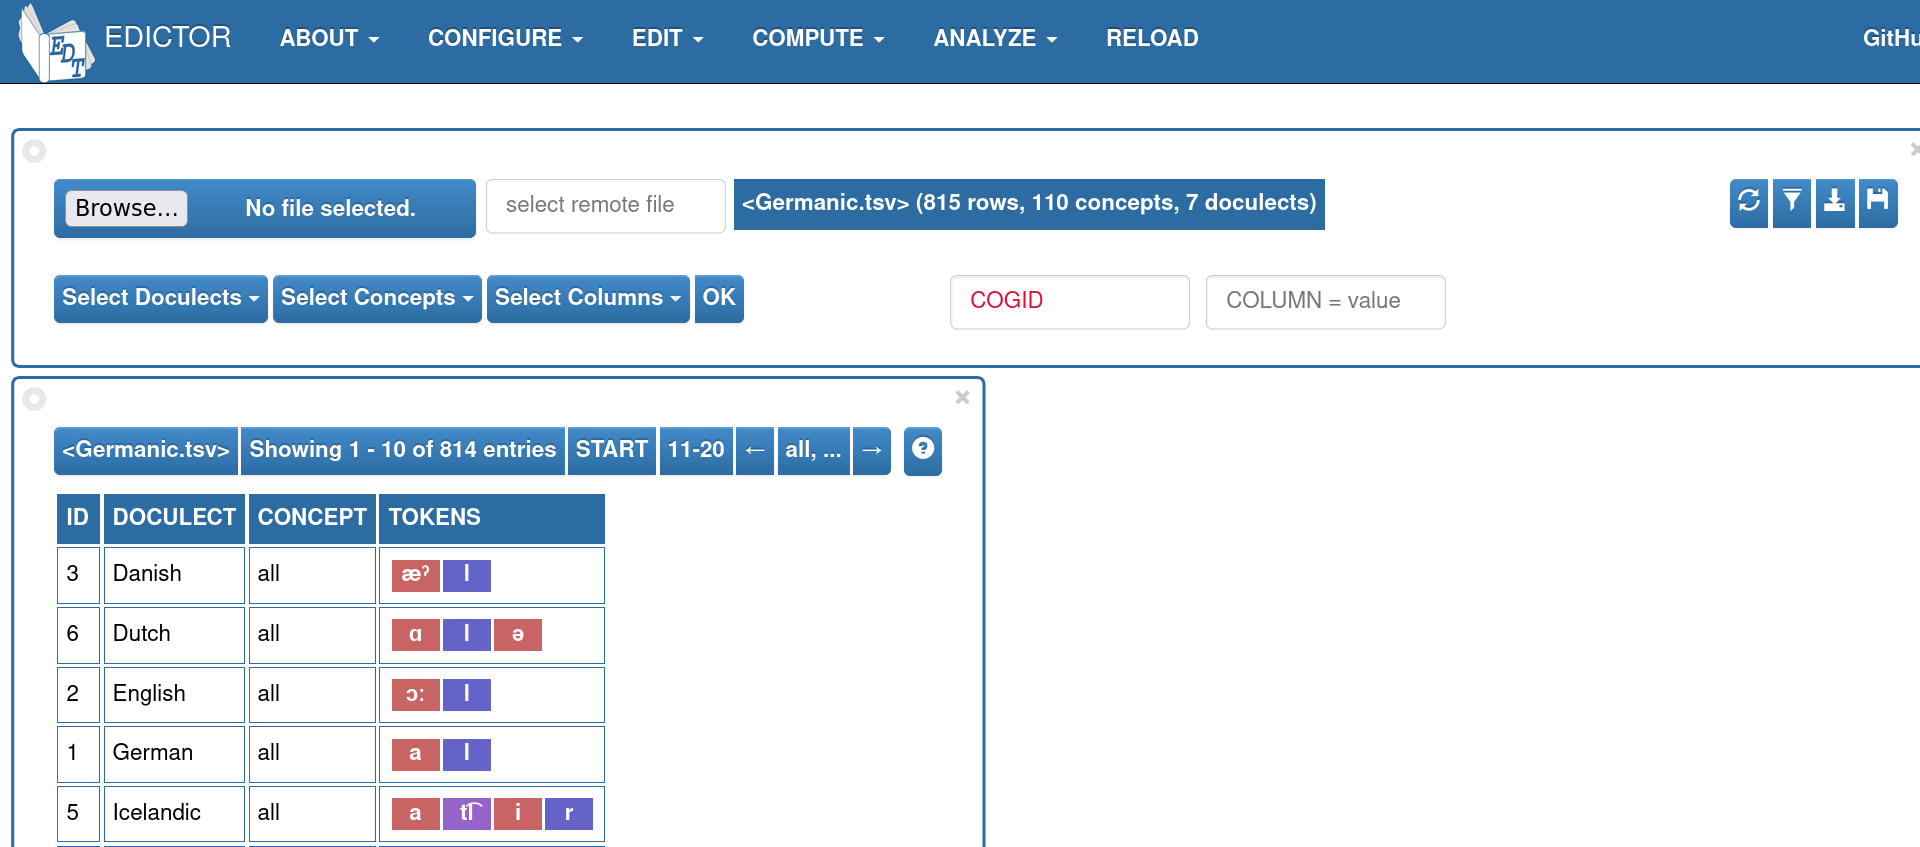 EDT EDICTOR ABOUT CONFIGURE EDIT COMPUTE ANALYZE RELOAD GitHu
Browse... No file selected. select remote file <Germanic.tsv> (815 rows, 110 concepts, 7 doculects)
Select Doculects Select Concepts Select Columns OK COGID COLUMN = value
<Germanic.tsv> Showing 1 - 10 of 814 entries START 11-20 ← all, ... → ?
ID DOCULECT CONCEPT TOKENS
3 Danish all æˀ l
6 Dutch all ɑ l ə
2 English all ɔː l
1 German all a l
5 Icelandic all a tl͡ i r